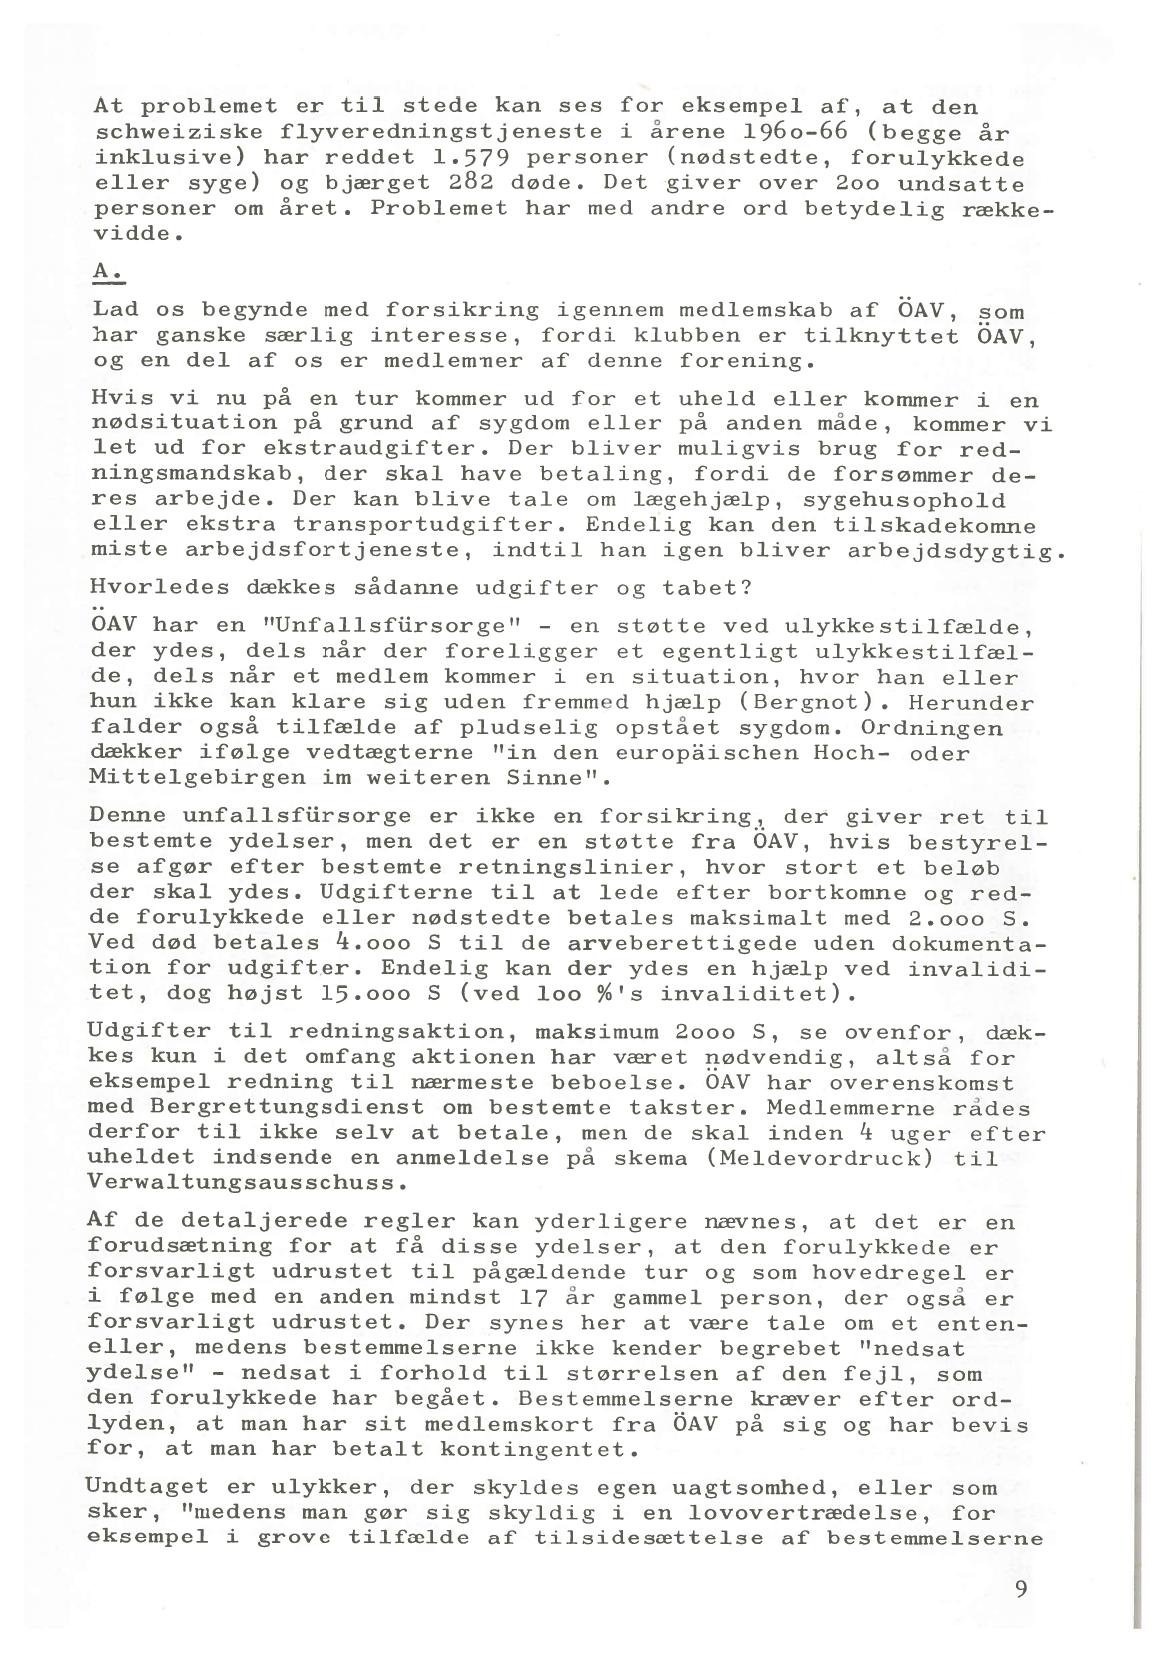 At problemet er til stede kan ses for eksempel af, at den
schweiziske flyveredningstjeneste i årene 196o-66 (begge år
inklusive) har reddet 1.579 personer (nødstedte, forulykkede
eller syge) og bjærget 282 døde. Det giver over 2oo undsatte
personer om året. Problemet har med andre ord betydelig række-
vidde.
A.
Lad os begynde med forsikring igennem medlemskab af ÖAV, som
har ganske særlig interesse, fordi klubben er tilknyttet ÖAV,
og en del af os er medlemmer af denne forening.
Hvis vi nu på en tur kommer ud for et uheld eller kommer i en
nødsituation på grund af sygdom eller på anden måde, kommer vi
let ud for ekstraudgifter. Der bliver muligvis brug for red-
ningsmandskab, der skal have betaling, fordi de forsømmer de-
res arbejde. Der kan blive tale om lægehjælp, sygehusophold
eller ekstra transportudgifter. Endelig kan den tilskadekomne
miste arbejdsfortjeneste, indtil han igen bliver arbejdsdygtig.
Hvorledes dækkes sådanne udgifter og tabet?
ÖAV har en "Unfallsfürsorge" - en støtte ved ulykkestilfælde,
der ydes, dels når der foreligger et egentligt ulykkestilfæl-
de, dels når et medlem kommer i en situation, hvor han eller
hun ikke kan klare sig uden fremmed hjælp (Bergnot). Herunder
falder også tilfælde af pludselig opstået sygdom. Ordningen
dækker ifølge vedtægterne "in den europäischen Hoch- oder
Mittelgebirgen im weiteren Sinne".
Denne unfallsfürsorge er ikke en forsikring, der giver ret til
bestemte ydelser, men det er en støtte fra ÖAV, hvis bestyrel-
se afgør efter bestemte retningslinier, hvor stort et beløb
der skal ydes. Udgifterne til at lede efter bortkomne og red-
de forulykkede eller nødstedte betales maksimalt med 2.ooo S.
Ved død betales 4.ooo S til de arveberettigede uden dokumenta-
tion for udgifter. Endelig kan der ydes en hjælp ved invalidi-
tet, dog højst 15.ooo S (ved loo %'s invaliditet).
Udgifter til redningsaktion, maksimum 2ooo S, se ovenfor, dæk-
kes kun i det omfang aktionen har været nødvendig, altså for
eksempel redning til nærmeste beboelse. ÖAV har overenskomst
med Bergrettungsdienst om bestemte takster. Medlemmerne rådes
derfor til ikke selv at betale, men de skal inden 4 uger efter
uheldet indsende en anmeldelse på skema (Meldevordruck) til
Verwaltungsausschuss.
Af de detaljerede regler kan yderligere nævnes, at det er en
forudsætning for at få disse ydelser, at den forulykkede er
forsvarligt udrustet til pågældende tur og som hovedregel er
i følge med en anden mindst 17 år gammel person, der også er
forsvarligt udrustet. Der synes her at være tale om et enten-
eller, medens bestemmelserne ikke kender begrebet "nedsat
ydelse" - nedsat i forhold til størrelsen af den fejl, som
den forulykkede har begået. Bestemmelserne kræver efter ord-
lyden, at man har sit medlemskort fra ÖAV på sig og har bevis
for, at man har betalt kontingentet.
Undtaget er ulykker, der skyldes egen uagtsomhed, eller som
sker, "medens man gør sig skyldig i en lovovertrædelse, for
eksempel i grove tilfælde af tilsidesættelse af bestemmelserne
9